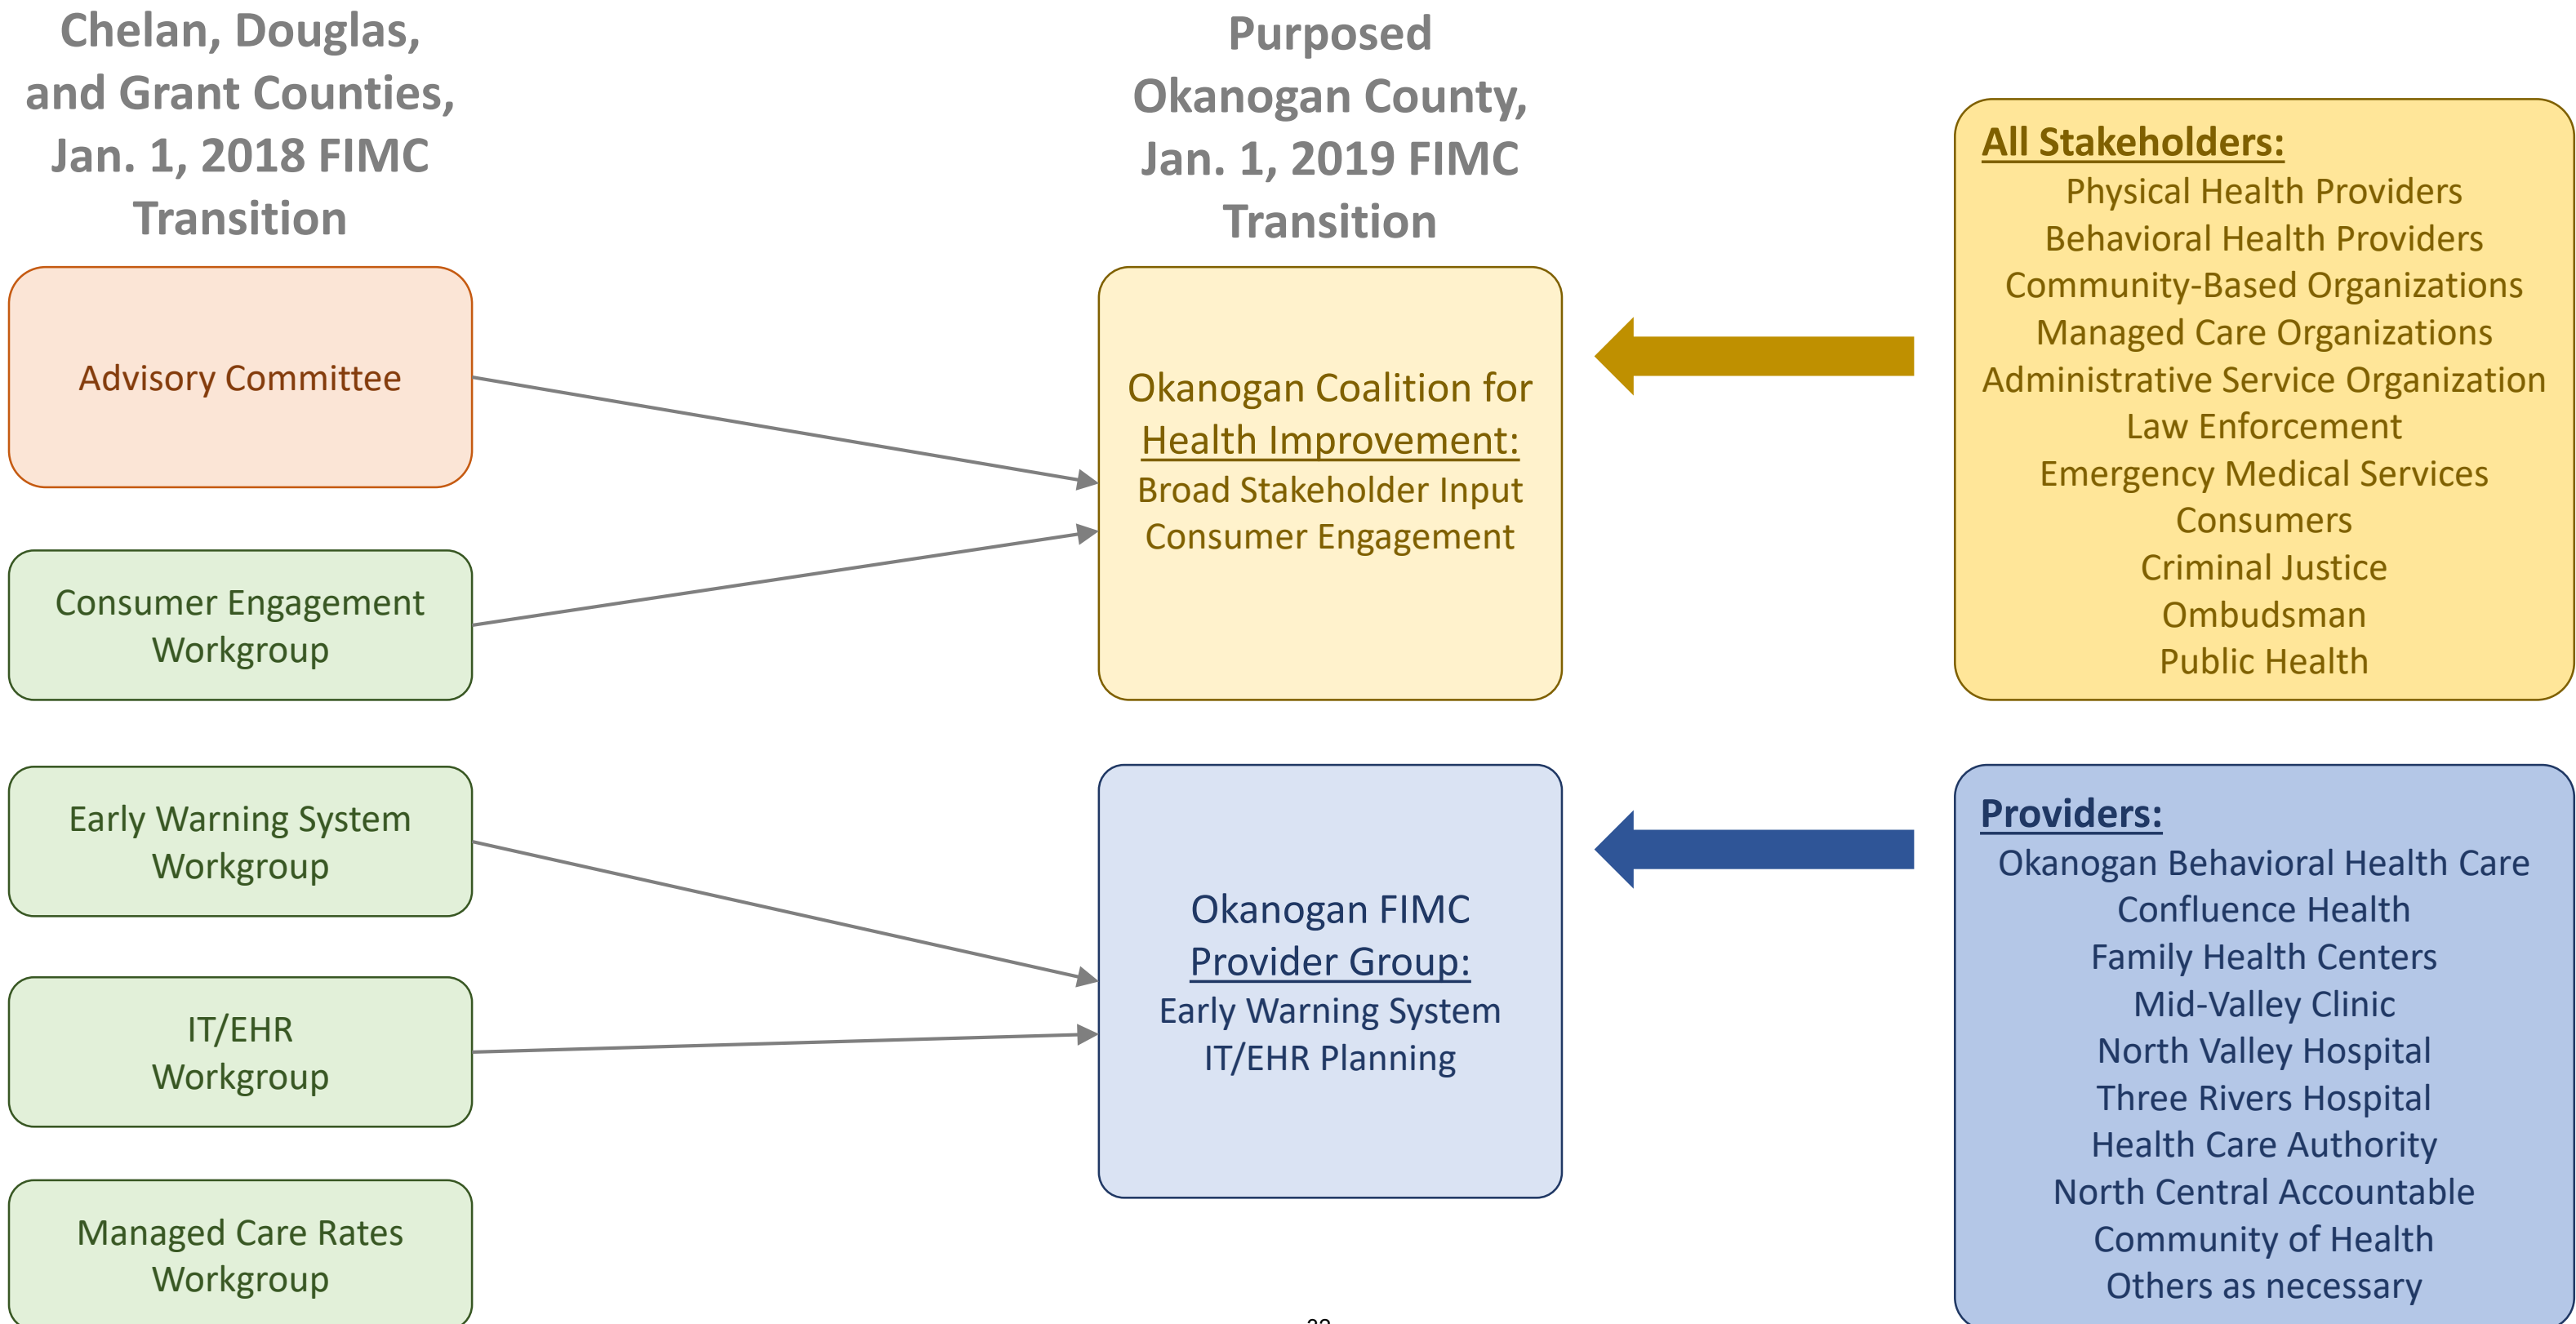 Chelan, Douglas,
and Grant Counties,
Jan. 1, 2018 FIMC
Transition
Advisory Committee
Consumer Engagement
Workgroup
Early Warning System
Workgroup
IT/EHR
Workgroup
Managed Care Rates
Workgroup
Purposed
Okanogan County,
Jan. 1, 2019 FIMC
Transition
Okanogan Coalition for
Health Improvement:
Broad Stakeholder Input
Consumer Engagement
Okanogan FIMC
Provider Group:
Early Warning System
IT/EHR Planning
All Stakeholders:
Physical Health Providers
Behavioral Health Providers
Community-Based Organizations
Managed Care Organizations
Administrative Service Organization
Law Enforcement
Emergency Medical Services
Consumers
Criminal Justice
Ombudsman
Public Health
Providers:
Okanogan Behavioral Health Care
Confluence Health
Family Health Centers
Mid-Valley Clinic
North Valley Hospital
Three Rivers Hospital
Health Care Authority
North Central Accountable
Community of Health
Others as necessary